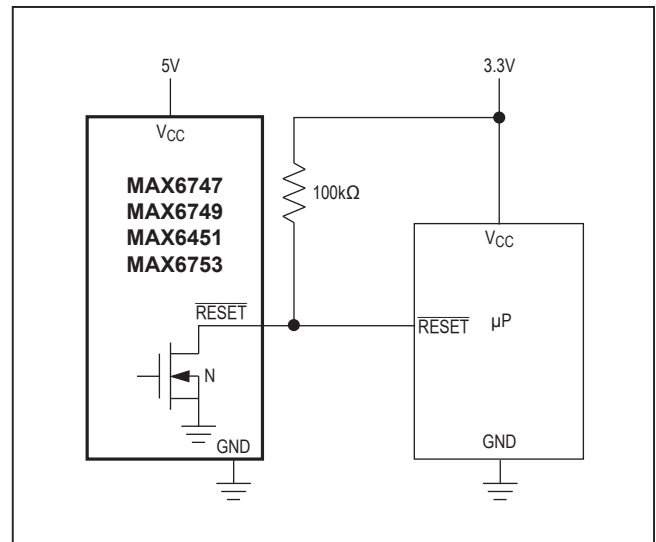 5V
3.3V
VCC
MAX6747
MAX6749
MAX6451
MAX6753
100kΩ
VCC
RESET
RESET
µP
N
GND
GND